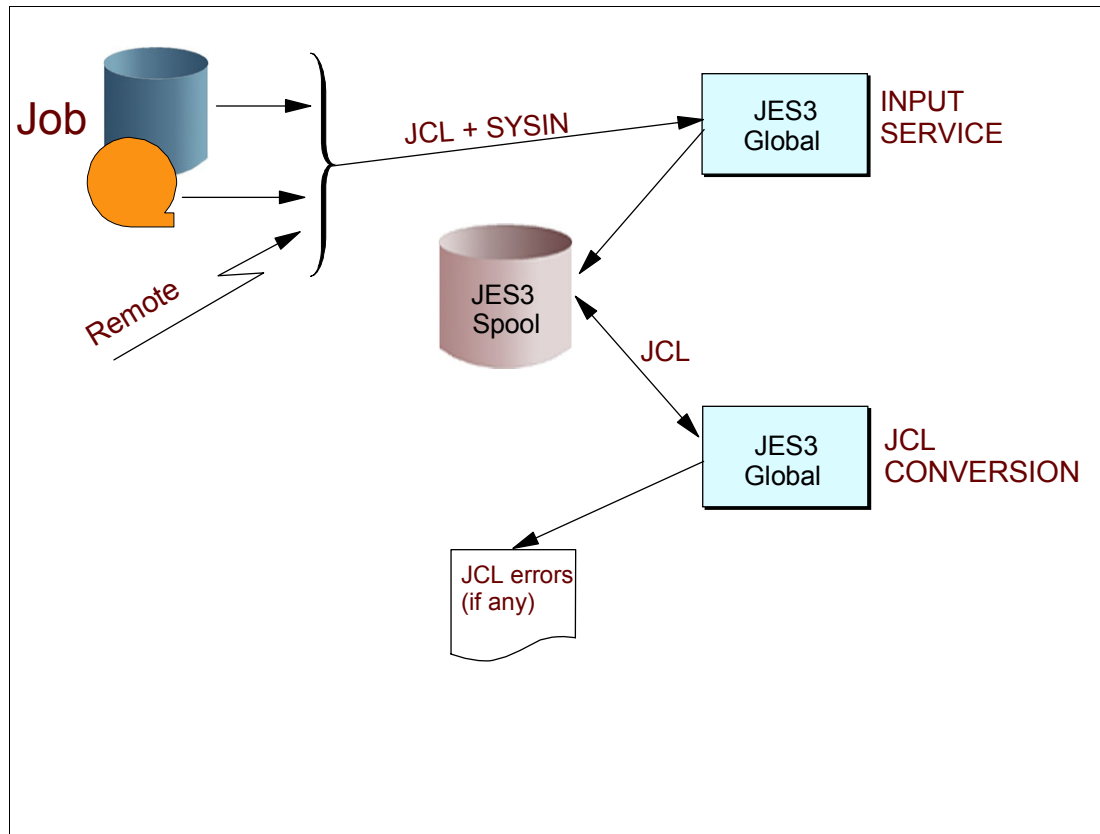 Job
JCL + SYSIN
JES3
Global
INPUT
SERVICE
Remote
JES3
Spool
JCL
JES3
Global
JCL
CONVERSION
JCL errors
(if any)